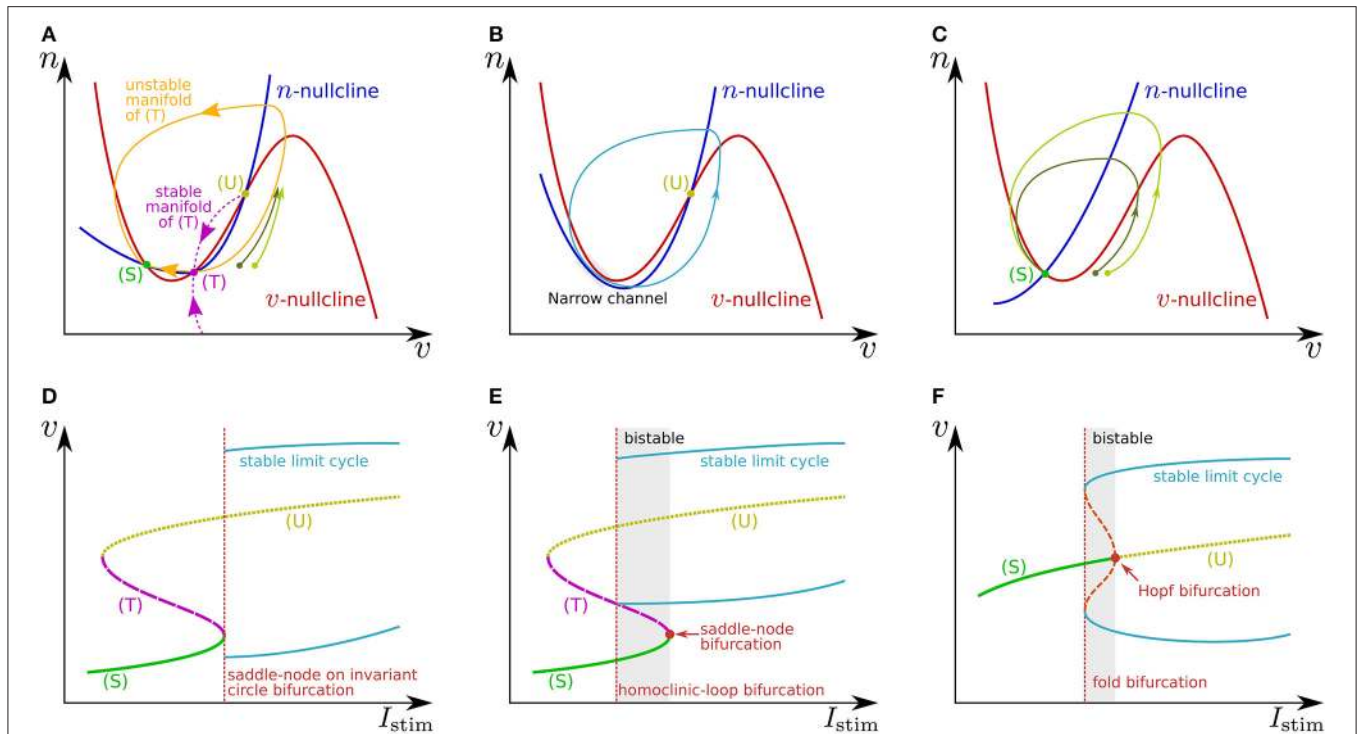 A
n
unstable
manifold
of (T)
n-nullcline
(U)
stable
manifold
of (T)
(S)
(T)
v-nullcline
v
B
n
n-nullcline
(U)
Narrow channel
v-nullcline
v
C
n
n-nullcline
(S)
v-nullcline
v
D
v
stable limit cycle
(U)
(T)
(S)
saddle-node on invariant
circle bifurcation
Istim
E
v
bistable
stable limit cycle
(U)
(T)
saddle-node
bifurcation
(S)
homoclinic-loop bifurcation
Istim
F
v
bistable
stable limit cycle
(S)
(U)
Hopf bifurcation
fold bifurcation
Istim